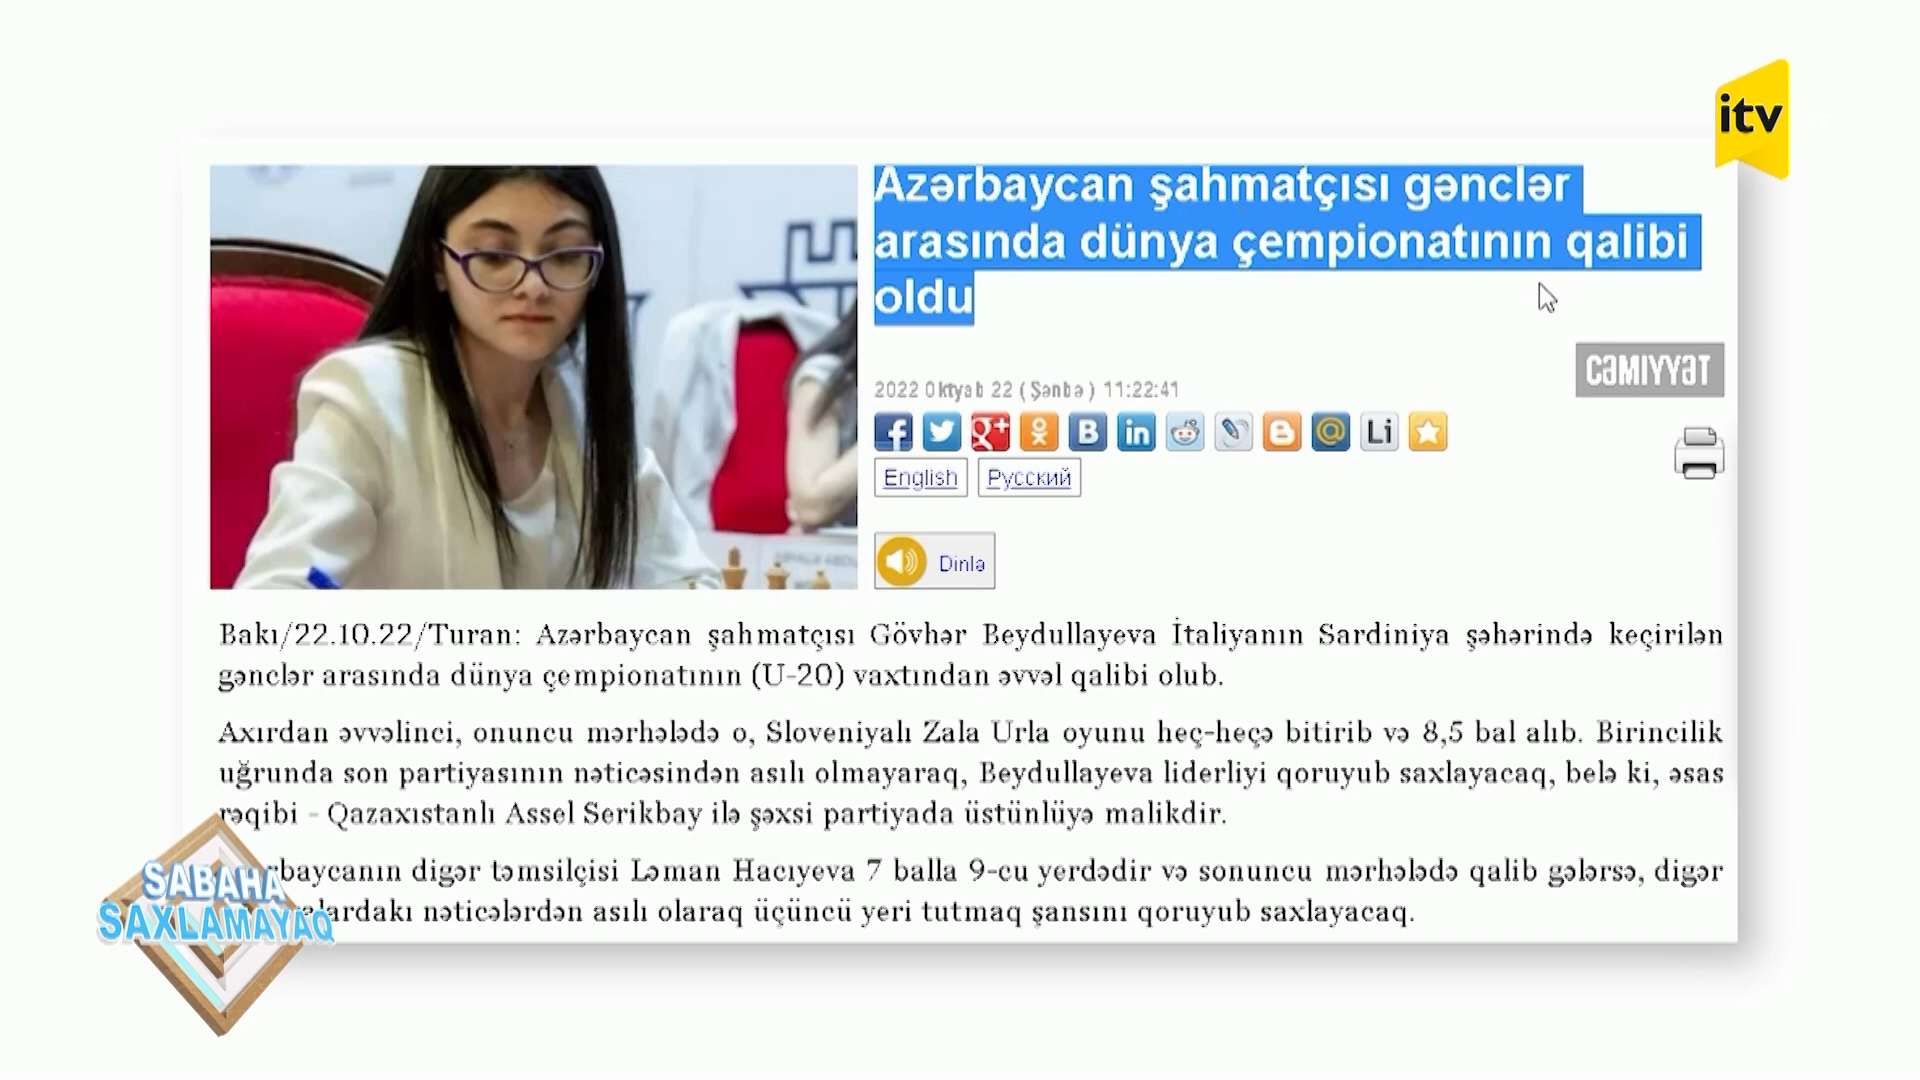 itv
Azərbaycan şahmatçısı gənclər
arasında dünya çempionatının qalibi
oldu
CƏMIYYƏT
2022 Oktyab 22 ( Şənbə ) 11:22:41
English Русский
Dinlə
Bakı/22.10.22/Turan: Azərbaycan şahmatçısı Gövhər Beydullayeva İtaliyanın Sardiniya şəhərində keçirilən
gənclər arasında dünya çempionatının (U-20) vaxtından əvvəl qalibi olub.
Axırdan əvvəlinci, onuncu mərhələdə o, Sloveniyalı Zala Urla oyunu heç-heçə bitirib və 8,5 bal alıb. Birincilik
uğrunda son partiyasının nəticəsindən asılı olmayaraq, Beydullayeva liderliyi qoruyub saxlayacaq, belə ki, əsas
rəqibi - Qazaxıstanlı Assel Serikbay ilə şəxsi partiyada üstünlüyə malikdir.
rbaycanın digər təmsilçisi Ləman Hacıyeva 7 balla 9-cu yerdədir və sonuncu mərhələdə qalib gələrsə, digər
alardakı nəticələrdən asılı olaraq üçüncü yeri tutmaq şansını qoruyub saxlayacaq.
SABAHA
SAXLAMAYAQ